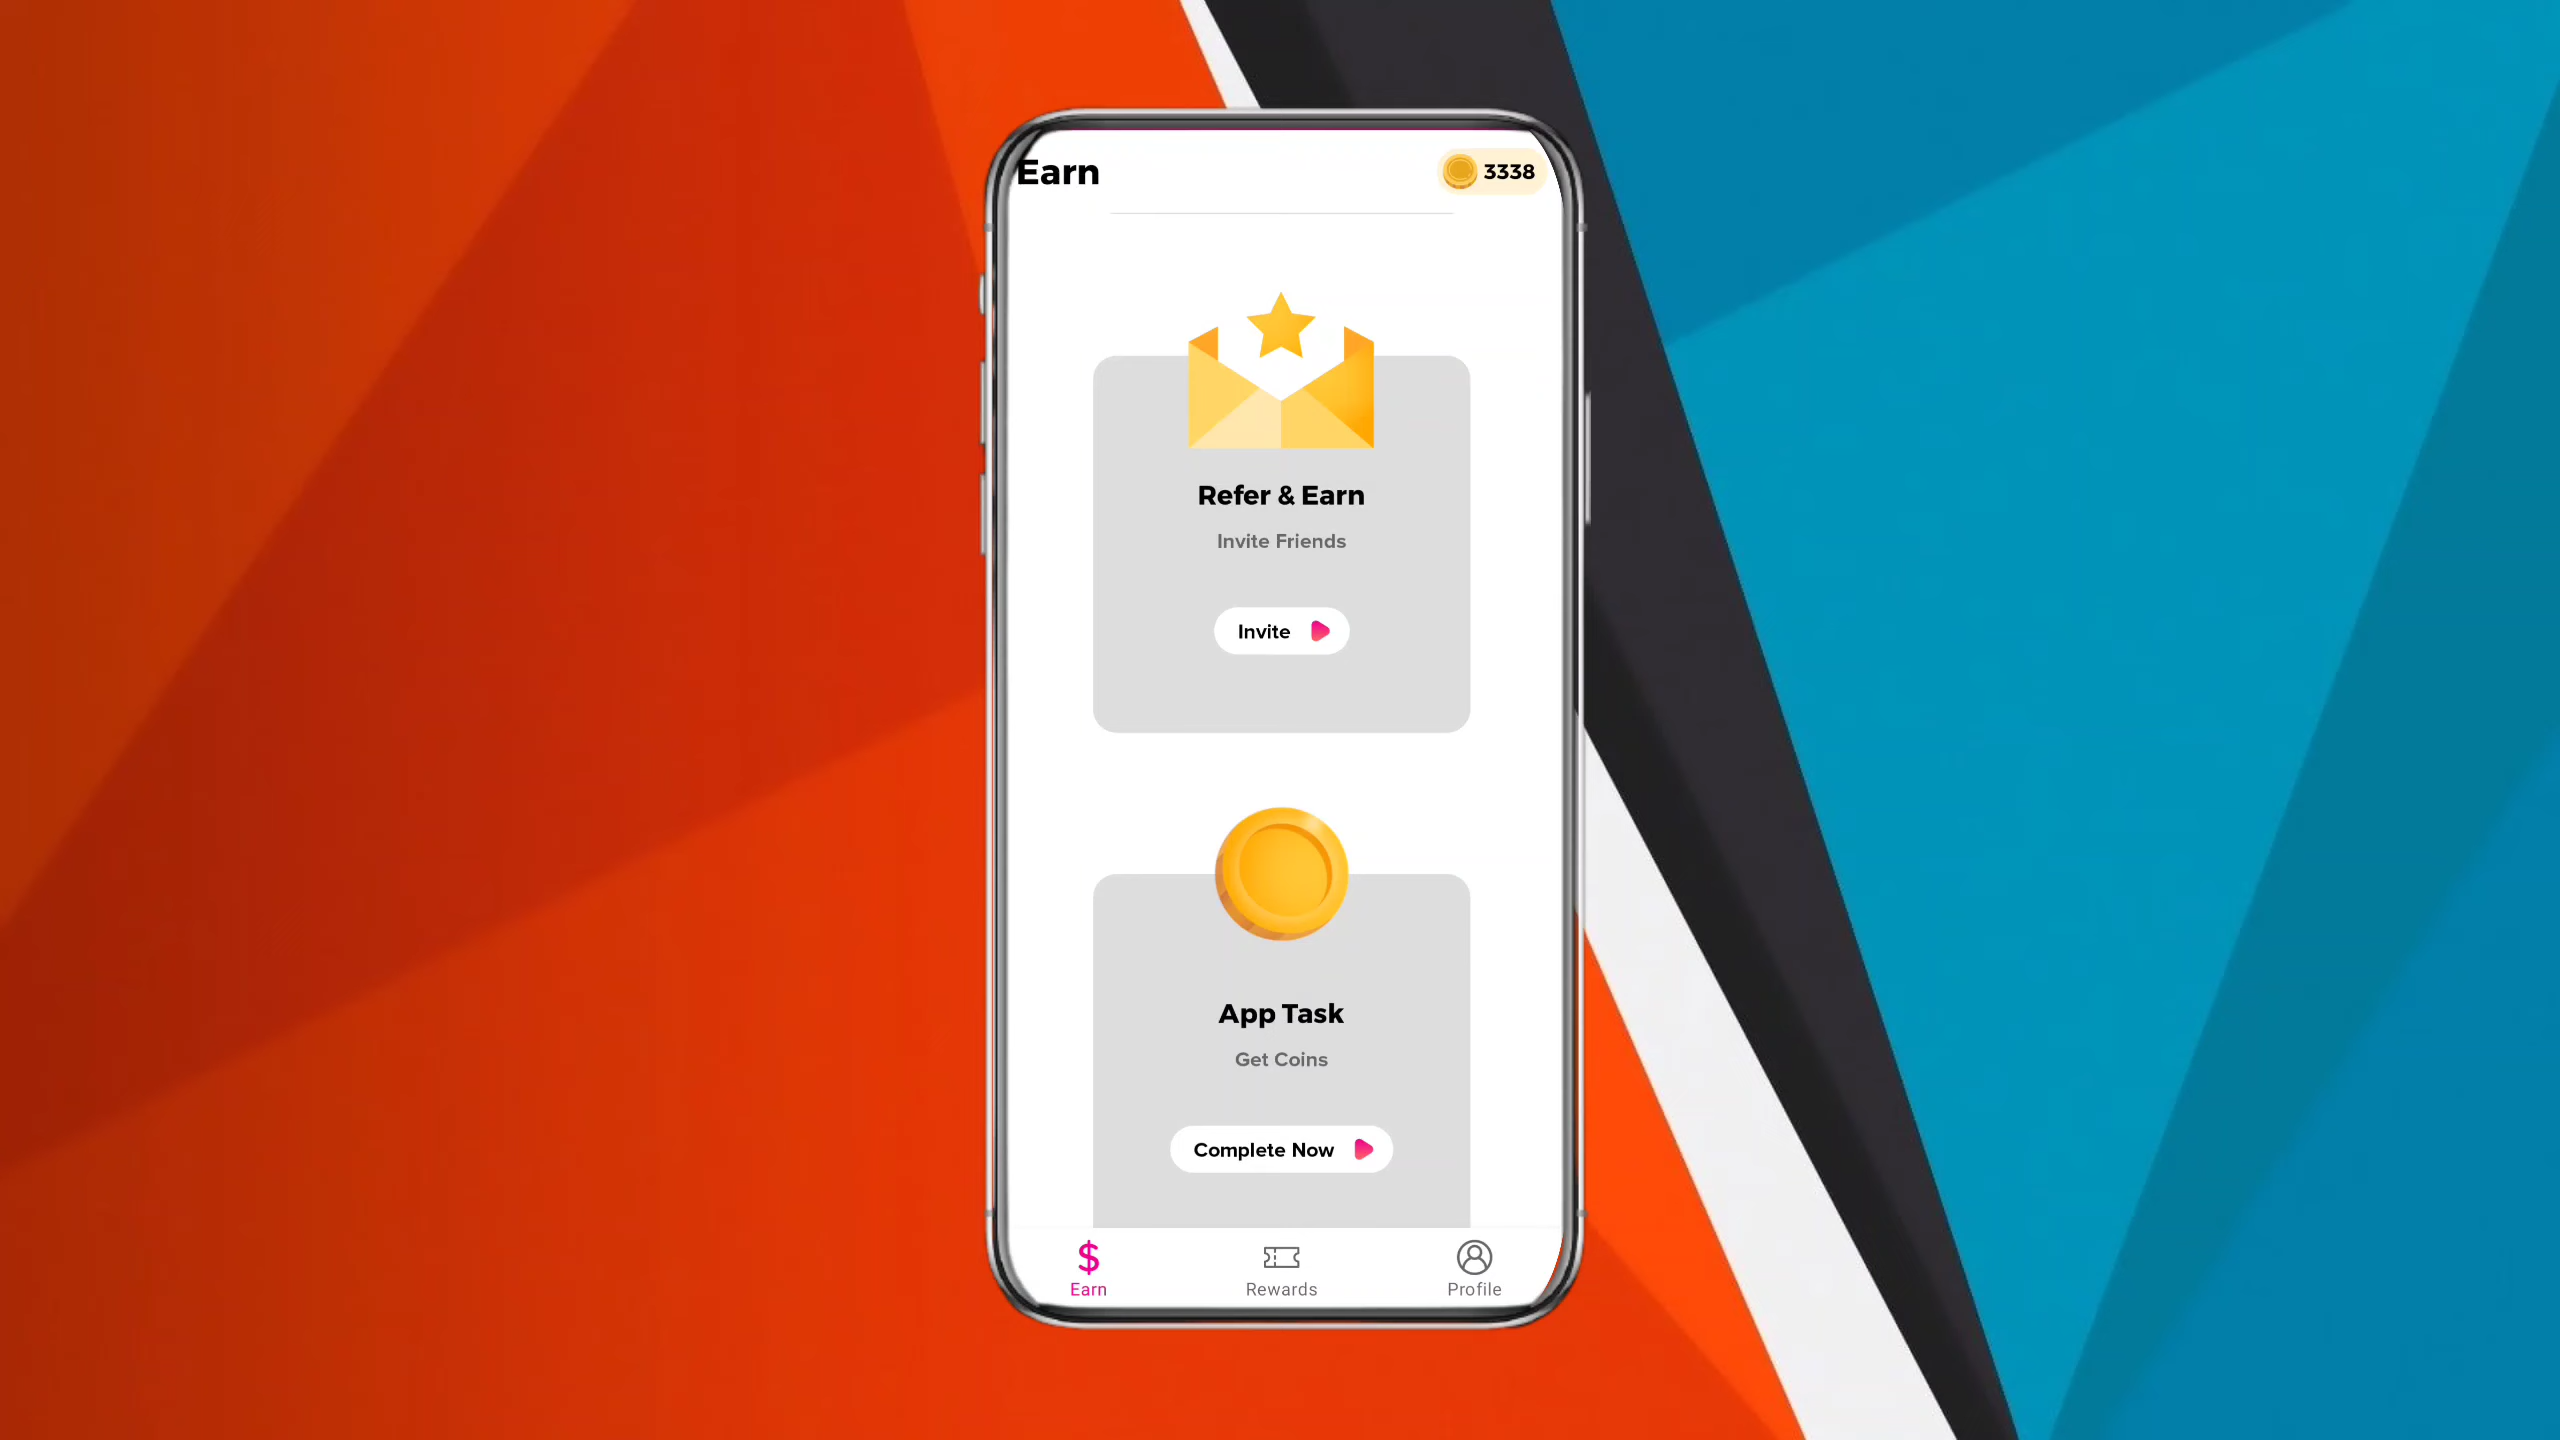 Earn
3338
Refer & Earn
Invite Friends
Invite
App Task
Get Coins
Complete Now
Earn
Rewards
Profile